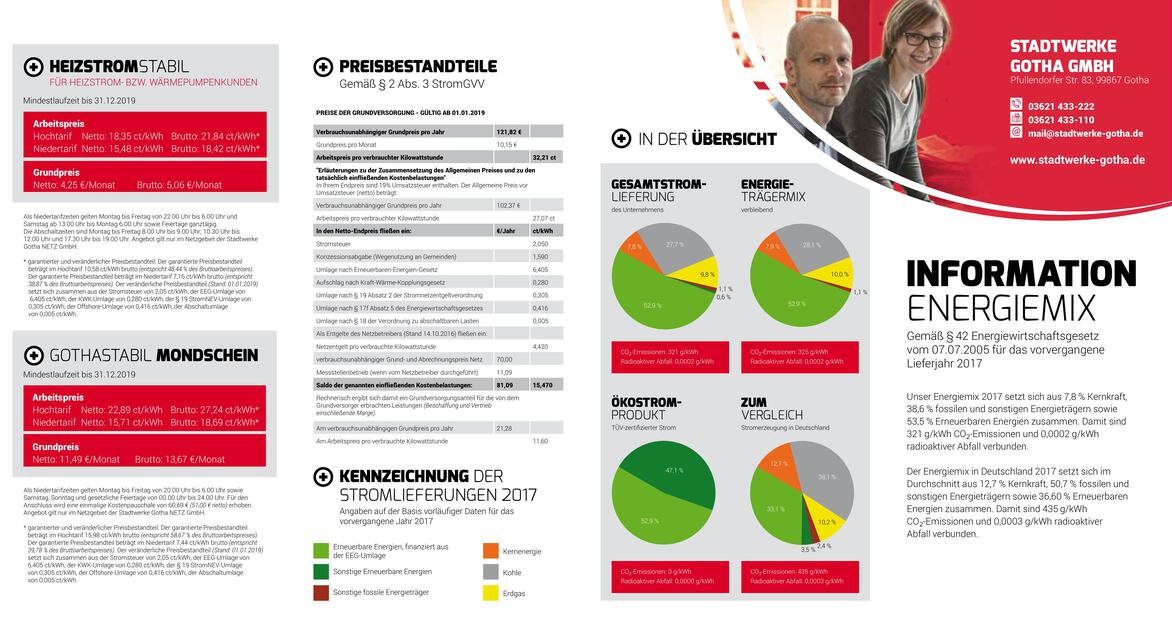 HEIZSTROMSTABIL
FÜR HEIZSTROM- BZW. WÄRMEPUMPENKUNDEN
Mindestlaufzeit bis 31.12.2019
Arbeitspreis
Hochtarif Netto: 18,35 ct/kWh Brutto: 21,84 ct/kWh*
Niedertarif Netto: 15,48 ct/kWh Brutto: 18,42 ct/kWh*
Grundpreis
Netto: 4,25 €/Monat Brutto: 5,06 €/Monat
Als Niedertarifzeiten gelten Montag bis Freitag von 22.00 Uhr bis 6.00 Uhr und
Samstag ab 13.00 Uhr bis Montag 6.00 Uhr sowie Feiertage ganztägig.
Die Abschaltzeiten sind Montag bis Freitag 8.00 Uhr bis 9.00 Uhr; 10.30 Uhr bis
12.00 Uhr und 17.30 Uhr bis 19.00 Uhr. Angebot gilt nur im Netzgebiet der Stadtwerke
Gotha NETZ GmbH.
* garantierter und veränderlicher Preisbestandteil: Der garantierte Preisbestandteil
beträgt im Hochtarif 10,58 ct/kWh brutto (entspricht 48,44 % des Bruttoarbeitspreises).
Der garantierte Preisbestandteil beträgt im Niedertarif 7,16 ct/kWh brutto (entspricht
38,87 % des Bruttoarbeitspreises). Der veränderliche Preisbestandteil (Stand: 01.01.2019)
setzt sich zusammen aus der Stromsteuer von 2,05 ct/kWh, der EEG-Umlage von
6,405 ct/kWh, der KWK-Umlage von 0,280 ct/kWh, der § 19 StromNEV-Umlage von
0,305 ct/kWh, der Offshore-Umlage von 0,416 ct/kWh, der Abschaltumlage
von 0,005 ct/kWh.
GOTHASTABIL MONDSCHEIN
Mindestlaufzeit bis 31.12.2019
Arbeitspreis
Hochtarif Netto: 22,89 ct/kWh Brutto: 27,24 ct/kWh*
Niedertarif Netto: 15,71 ct/kWh Brutto: 18,69 ct/kWh*
Grundpreis
Netto: 11,49 €/Monat Brutto: 13,67 €/Monat
Als Niedertarifzeiten gelten Montag bis Freitag von 20.00 Uhr bis 6.00 Uhr sowie
Samstag, Sonntag und gesetzliche Feiertage von 00.00 Uhr bis 24.00 Uhr. Für den
Anschluss wird eine einmalige Kostenpauschale von 60,69 € (51,00 € netto) erhoben.
Angebot gilt nur im Netzgebiet der Stadtwerke Gotha NETZ GmbH.
* garantierter und veränderlicher Preisbestandteil: Der garantierte Preisbestandteil
beträgt im Hochtarif 15,98 ct/kWh brutto (entspricht 58,67 % des Bruttoarbeitspreises).
Der garantierte Preisbestandteil beträgt im Niedertarif 7,44 ct/kWh brutto (entspricht
39,78 % des Bruttoarbeitspreises). Der veränderliche Preisbestandteil (Stand: 01.01.2019)
setzt sich zusammen aus der Stromsteuer von 2,05 ct/kWh, der EEG-Umlage von
6,405 ct/kWh, der KWK-Umlage von 0,280 ct/kWh, der § 19 StromNEV-Umlage
von 0,305 ct/kWh, der Offshore-Umlage von 0,416 ct/kWh, der Abschaltumlage
von 0,005 ct/kWh.
PREISBESTANDTEILE
Gemäß § 2 Abs. 3 StromGVV
PREISE DER GRUNDVERSORGUNG - GÜLTIG AB 01.01.2019
Verbrauchsunabhängiger Grundpreis pro Jahr 121,82 €
Grundpreis pro Monat 10,15 €
Arbeitspreis pro verbrauchter Kilowattstunde 32,21 ct
"Erläuterungen zu der Zusammensetzung des Allgemeinen Preises und zu den
tatsächlich einfließenden Kostenbelastungen"
In Ihrem Endpreis sind 19% Umsatzsteuer enthalten. Der Allgemeine Preis vor
Umsatzsteuer (netto) beträgt:
Verbrauchsunabhängiger Grundpreis pro Jahr 102,37 €
Arbeitspreis pro verbrauchter Kilowattstunde 27,07 ct
In den Netto-Endpreis fließen ein: €/Jahr ct/kWh
Stromsteuer 2,050
Konzessionsabgabe (Wegenutzung an Gemeinden) 1,590
Umlage nach Erneuerbaren-Energien-Gesetz 6,405
Aufschlag nach Kraft-Wärme-Kopplungsgesetz 0,280
Umlage nach § 19 Absatz 2 der Stromnetzentgeltverordnung 0,305
Umlage nach § 17f Absatz 5 des Energiewirtschaftsgesetzes 0,416
Umlage nach § 18 der Verordnung zu abschaltbaren Lasten 0,005
Als Entgelte des Netzbetreibers (Stand 14.10.2016) fließen ein:
Netzentgelt pro verbrauchte Kilowattstunde 4,420
verbrauchsunabhängiger Grund- und Abrechnungspreis Netz 70,00
Messstellenbetrieb (wenn vom Netzbetreiber durchgeführt) 11,09
Saldo der genannten einfließenden Kostenbelastungen: 81,09 15,470
Rechnerisch ergibt sich damit ein Grundversorgungsanteil für die von dem
Grundversorger erbrachten Leistungen (Beschaffung und Vertrieb
einschließende Marge).
Am verbrauchsunabhängigen Grundpreis pro Jahr 21,28
Am Arbeitspreis pro verbrauchte Kilowattstunde 11,60
KENNZEICHNUNG DER
STROMLIEFERUNGEN 2017
Angaben auf der Basis vorläufiger Daten für das
vorvergangene Jahr 2017
Erneuerbare Energien, finanziert aus
der EEG-Umlage
Sonstige Erneuerbare Energien
Sonstige fossile Energieträger
Kernenergie
Kohle
Erdgas
IN DER ÜBERSICHT
GESAMTSTROM-
LIEFERUNG
des Unternehmens
7,8 %
27,7 %
9,8 %
1,1 %
0,6 %
52,9 %
CO₂-Emissionen: 321 g/kWh
Radioaktiver Abfall: 0,0002 g/kWh
ENERGIE-
TRÄGERMIX
verbleibend
7,9 %
28,1 %
10,0 %
1,1 %
52,9 %
CO₂-Emissionen: 325 g/kWh
Radioaktiver Abfall: 0,0002 g/kWh
ÖKOSTROM-
PRODUKT
TÜV-zertifizierter Strom
47,1 %
52,9 %
CO₂-Emissionen: 0 g/kWh
Radioaktiver Abfall: 0,0000 g/kWh
ZUM
VERGLEICH
Stromerzeugung in Deutschland
12,7 %
38,1 %
33,1 %
10,2 %
3,5 %
2,4 %
CO₂-Emissionen: 435 g/kWh
Radioaktiver Abfall: 0,0003 g/kWh
STADTWERKE
GOTHA GMBH
Pfullendorfer Str. 83, 99867 Gotha
03621 433-222
03621 433-110
@ mail@stadtwerke-gotha.de
www.stadtwerke-gotha.de
INFORMATION
ENERGIEMIX
Gemäß § 42 Energiewirtschaftsgesetz
vom 07.07.2005 für das vorvergangene
Lieferjahr 2017
Unser Energiemix 2017 setzt sich aus 7,8 % Kernkraft,
38,6 % fossilen und sonstigen Energieträgern sowie
53,5 % Erneuerbaren Energien zusammen. Damit sind
321 g/kWh CO₂-Emissionen und 0,0002 g/kWh
radioaktiver Abfall verbunden.
Der Energiemix in Deutschland 2017 setzt sich im
Durchschnitt aus 12,7 % Kernkraft, 50,7 % fossilen und
sonstigen Energieträgern sowie 36,60 % Erneuerbaren
Energien zusammen. Damit sind 435 g/kWh
CO₂-Emissionen und 0,0003 g/kWh radioaktiver
Abfall verbunden.